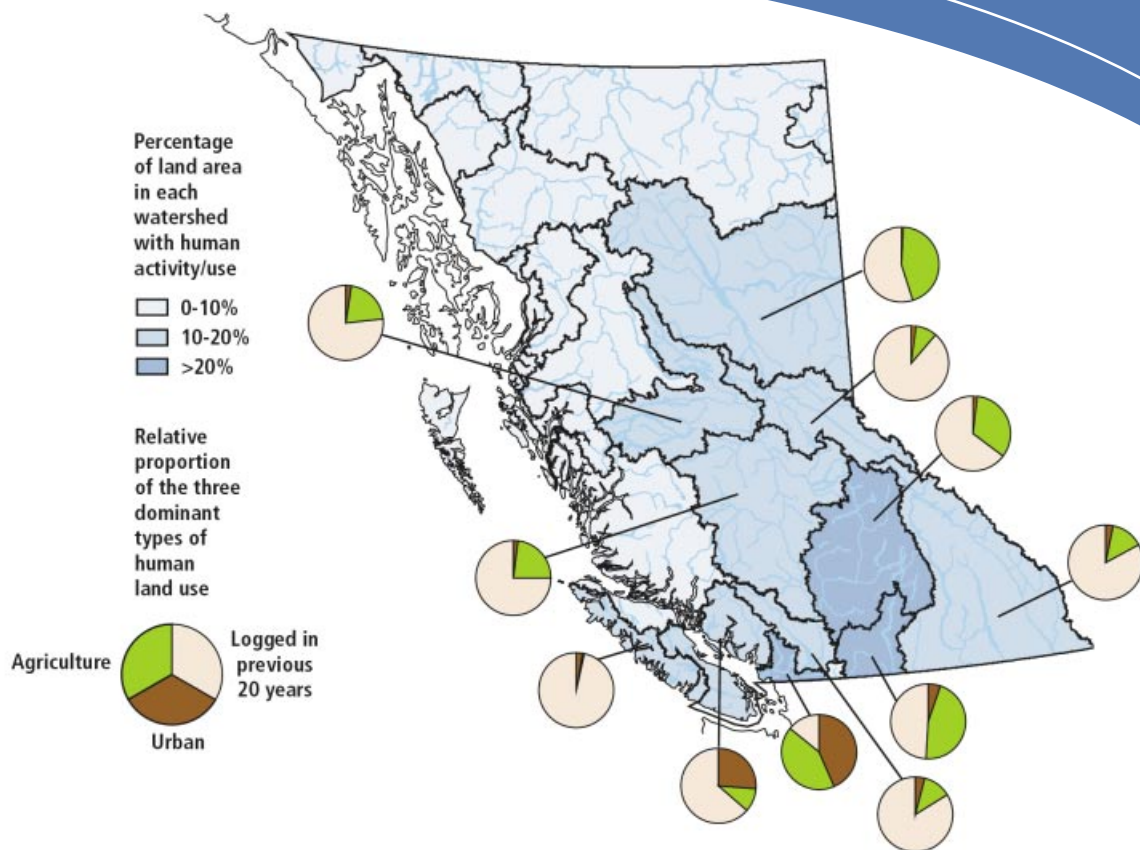 Percentage
of land area
in each
watershed
with human
activity/use
0-10%
10-20%
>20%
Relative
proportion
of the three
dominant
types of
human
land use
Agriculture
Logged in
previous
20 years
Urban